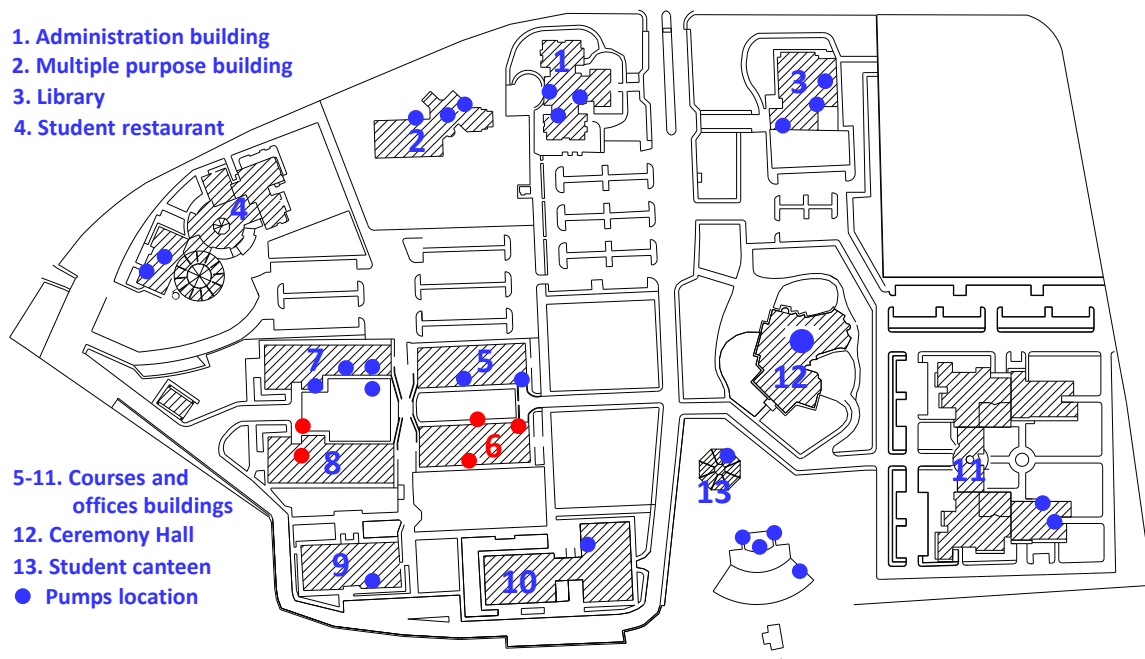 1. Administration building
2. Multiple purpose building
3. Library
4. Student restaurant
1
2
3
4
7
5
12
6
8
11
13
9
10
5-11. Courses and
offices buildings
12. Ceremony Hall
13. Student canteen
Pumps location